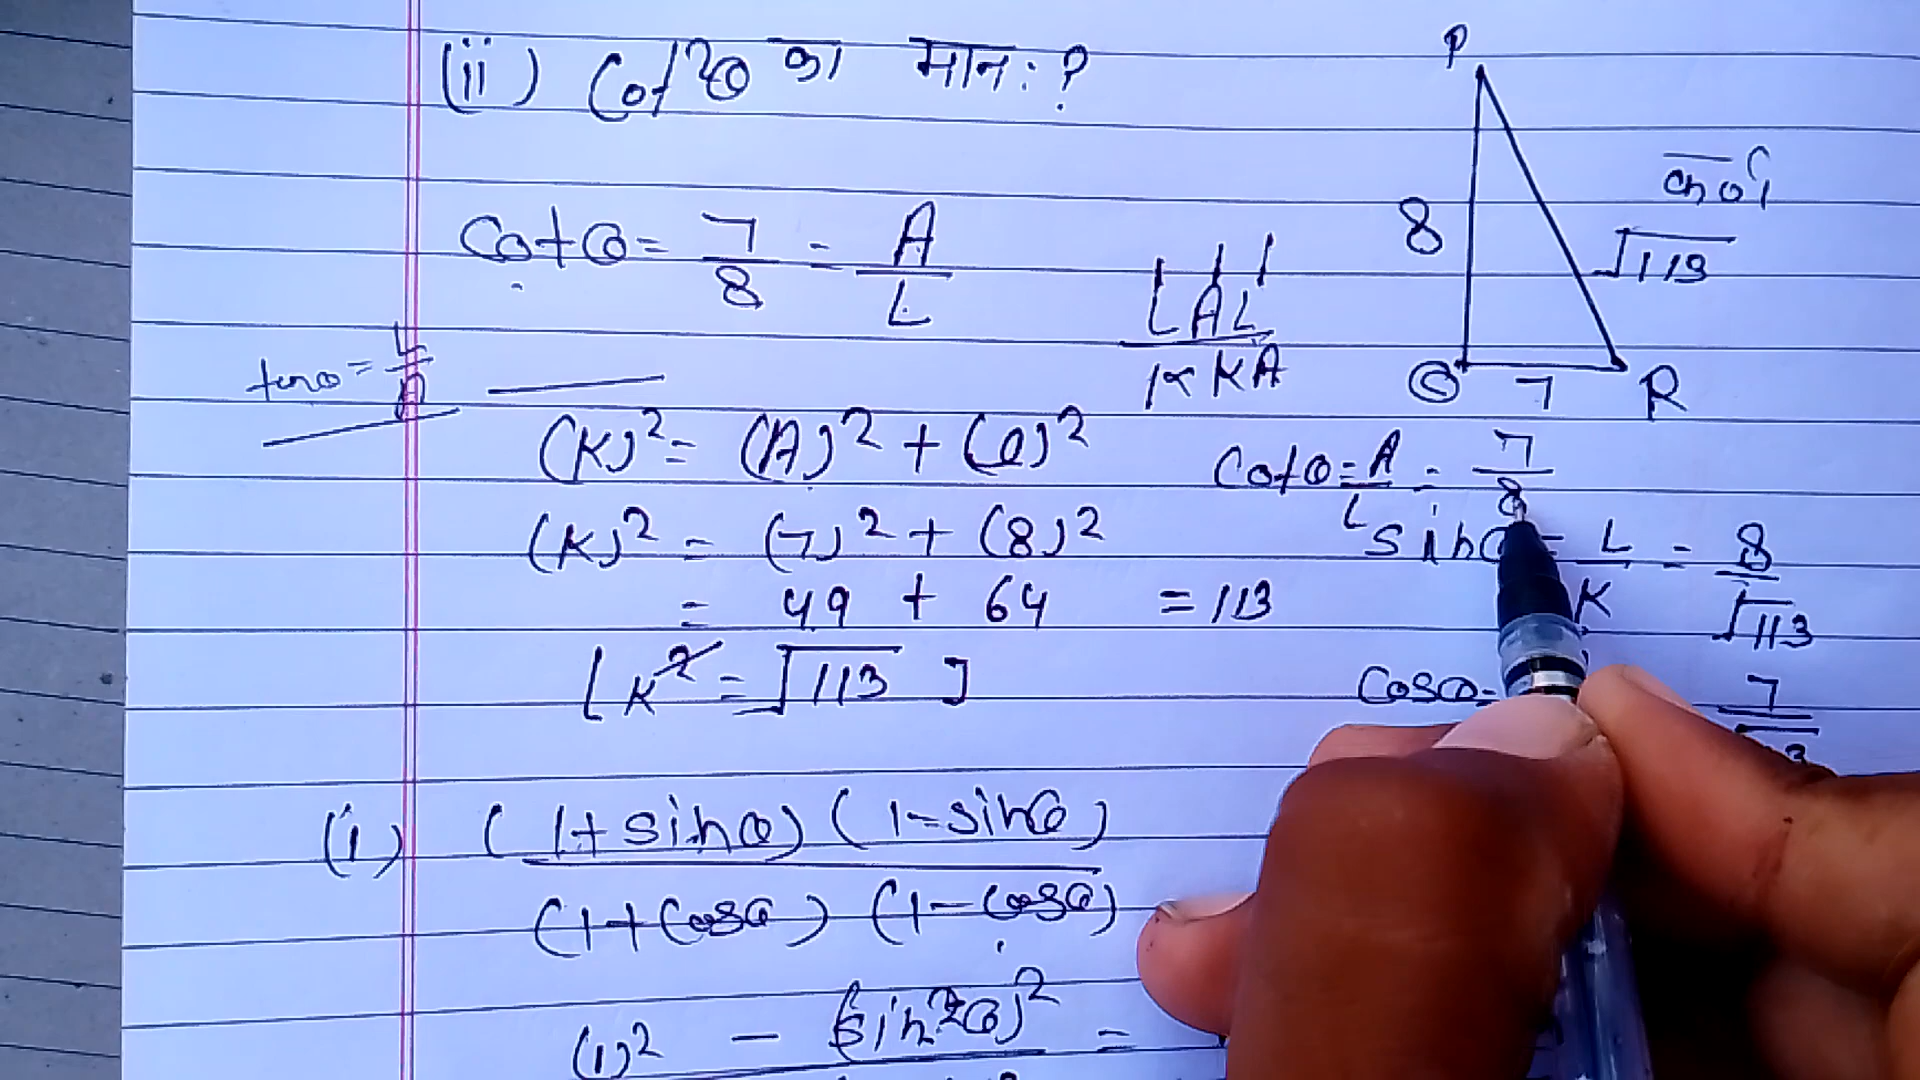 (ii) Cot²θ का मान:?
P
कर्ण
8
√113
Q 7 R
Cotθ = 7/8 = A/L
LAL
KKA
tanθ = L/A
(K)² = (A)² + (L)²
Cotθ = A/L = 7/8
(K)² = (7)² + (8)²
sinθ = L/K = 8/√113
= 49 + 64 = 113
[K² = √113]
Cosθ = 7
(i) (1+sinθ) (1-sinθ)
(1+Cosθ) (1-Cosθ)
(1)² - (sin²θ)² =